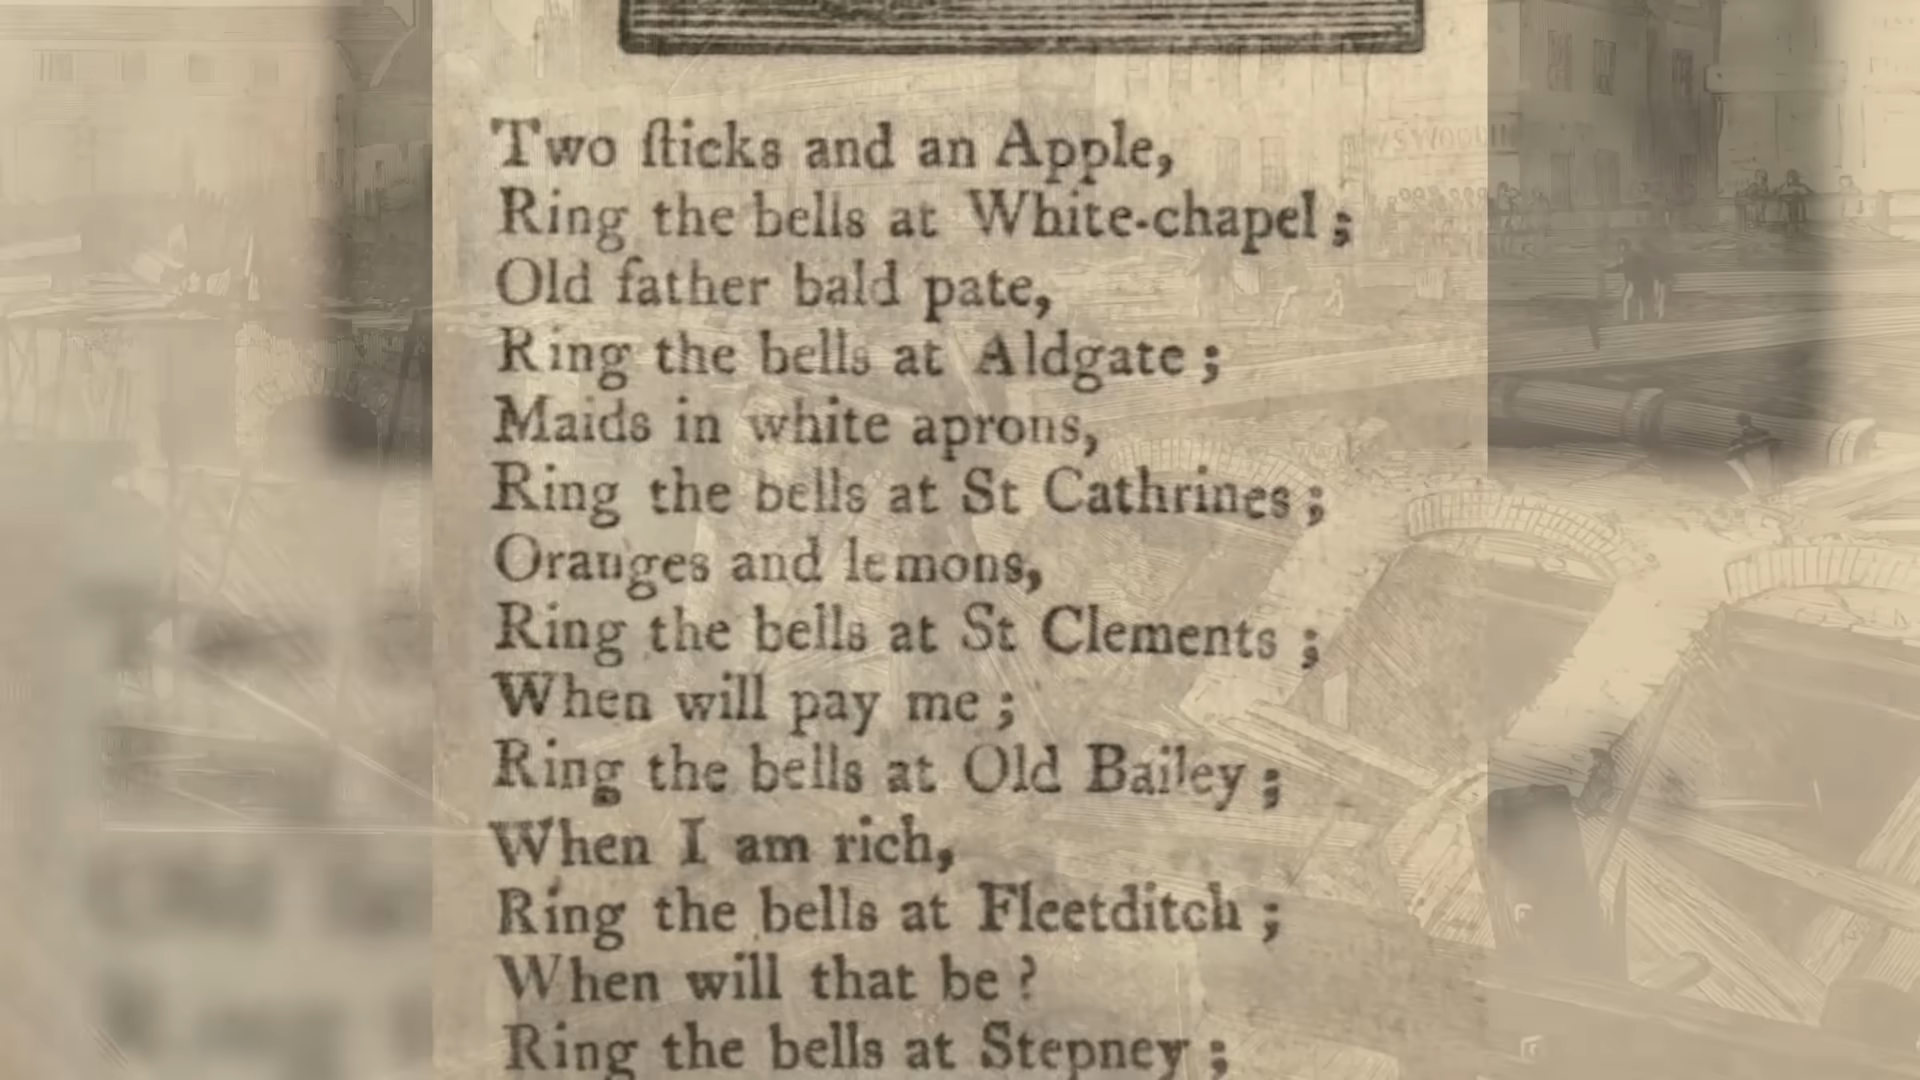 Two ſticks and an Apple,
Ring the bells at White-chapel;
Old father bald pate,
Ring the bells at Aldgate;
Maids in white aprons,
Ring the bells at St Cathrines;
Oranges and lemons,
Ring the bells at St Clements;
When will pay me;
Ring the bells at Old Bailey;
When I am rich,
Ring the bells at Fleetditch;
When will that be?
Ring the bells at Stepney;